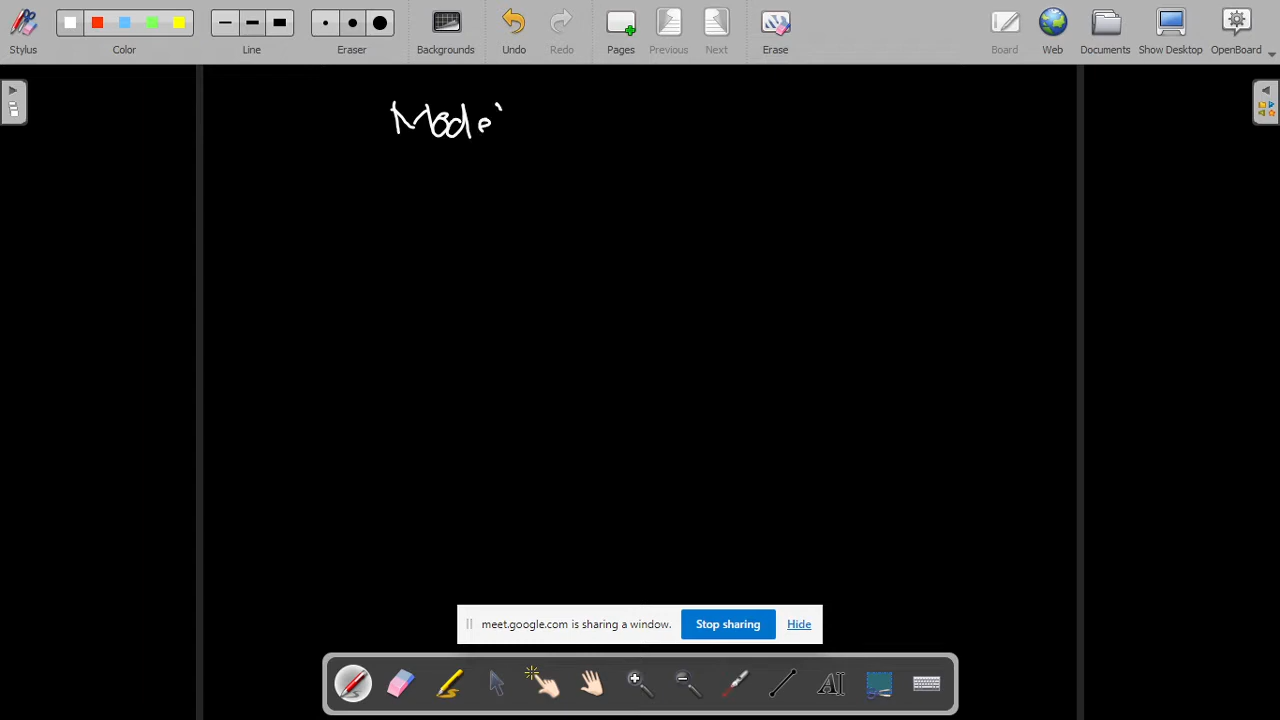 Stylus
Color
Line
Eraser
Backgrounds
Undo
Redo
Pages
Previous
Next
Erase
Board
Web
Documents
Show Desktop
OpenBoard
meet.google.com is sharing a window.
Stop sharing
Hide